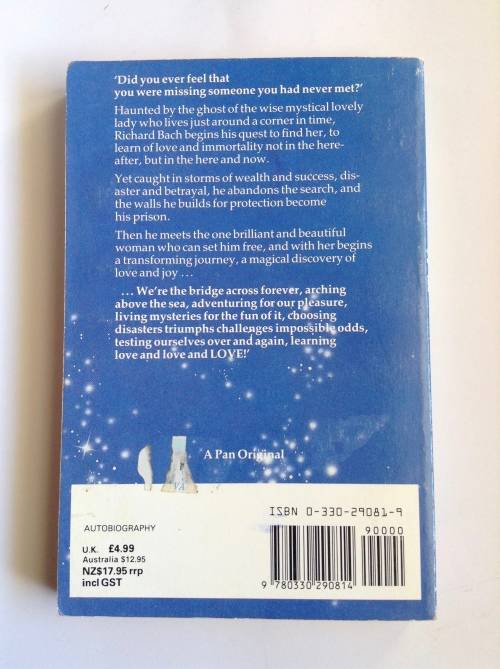 ‘Did you ever feel that
you were missing someone you had never met?’
Haunted by the ghost of the wise mystical lovely
lady who lives just around a corner in time,
Richard Bach begins his quest to find her, to
learn of love and immortality not in the here-
after, but in the here and now.
Yet caught in storms of wealth and success, dis-
aster and betrayal, he abandons the search, and
the walls he builds for protection become
his prison.
Then he meets the one brilliant and beautiful
woman who can set him free, and with her begins
a transforming journey, a magical discovery of
love and joy ...
... We're the bridge across forever, arching
above the sea, adventuring for our pleasure,
living mysteries for the fun of it, choosing
disasters triumphs challenges impossible odds,
testing ourselves over and again, learning
love and love and LOVE!’
A Pan Original
ISBN 0-330-29081-9
90000
AUTOBIOGRAPHY
U.K. £4.99
Australia $12.95
NZ$17.95 rrp
incl GST
9 780330 290814